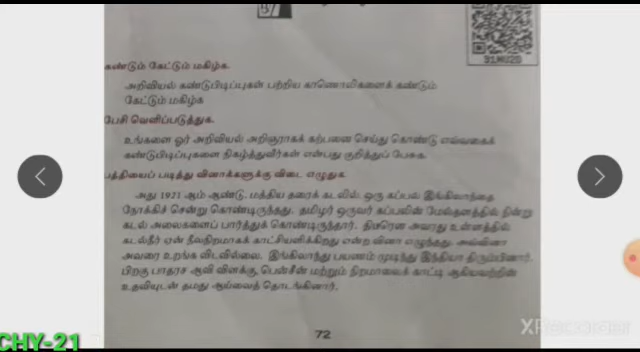 கண்டும் கேட்டும் மகிழ்க
அறிவியல் கண்டுபிடிப்புகள் பற்றிய காணொலிகளைக் கண்டும்
கேட்டும் மகிழ்க
பேசி வெளிப்படுத்துக
உங்களை ஓர் அறிவியல் அறிஞராகக் கற்பனை செய்து கொண்டு எவ்வகைக்
கண்டுபிடிப்புகளை நிகழ்த்துவீர்கள் என்பது குறித்துப் பேசுக.
பத்தியைப் படித்து வினாக்களுக்கு விடை எழுதுக
அது 1921 ஆம் ஆண்டு. மத்திய தரைக் கடலில் ஒரு கப்பல் இங்கிலாந்தை
நோக்கிச் சென்று கொண்டிருந்தது. தமிழர் ஒருவர் கப்பலின் மேல்தளத்தில் நின்று
கடல் அலைகளைப் பார்த்துக் கொண்டிருந்தார். திடீரென அவரது உள்ளத்தில்
கடல்நீர் ஏன் நீலநிறமாகக் காட்சியளிக்கிறது என்ற வினா எழுந்தது. அவ்வினா
அவரை உறங்க விடவில்லை. இங்கிலாந்து பயணம் முடிந்து இந்தியா திரும்பினார்.
பிறகு பாதரச ஆவி விளக்கு, பென்சீன் மற்றும் நிறமாலைக் காட்டி ஆகியவற்றின்
உதவியுடன் தமது ஆய்வைத் தொடங்கினார்.
72
CHY-21